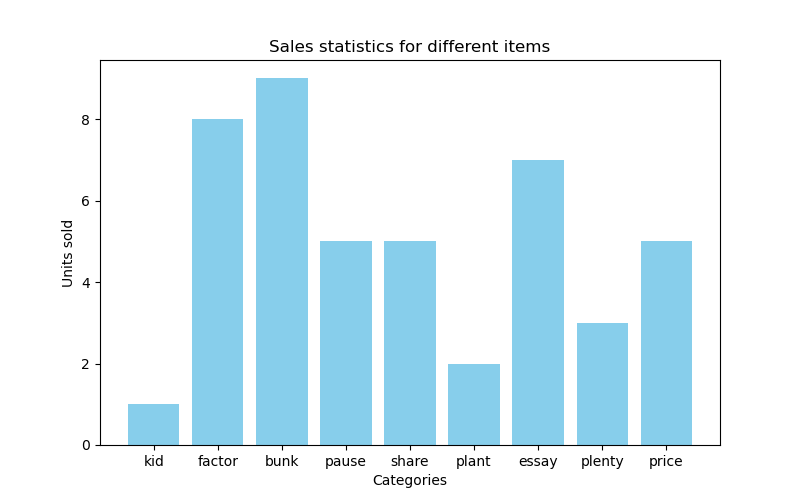 Sales statistics for different items
Units sold
8
6
4
2
0
kid factor bunk pause share plant essay plenty price
Categories